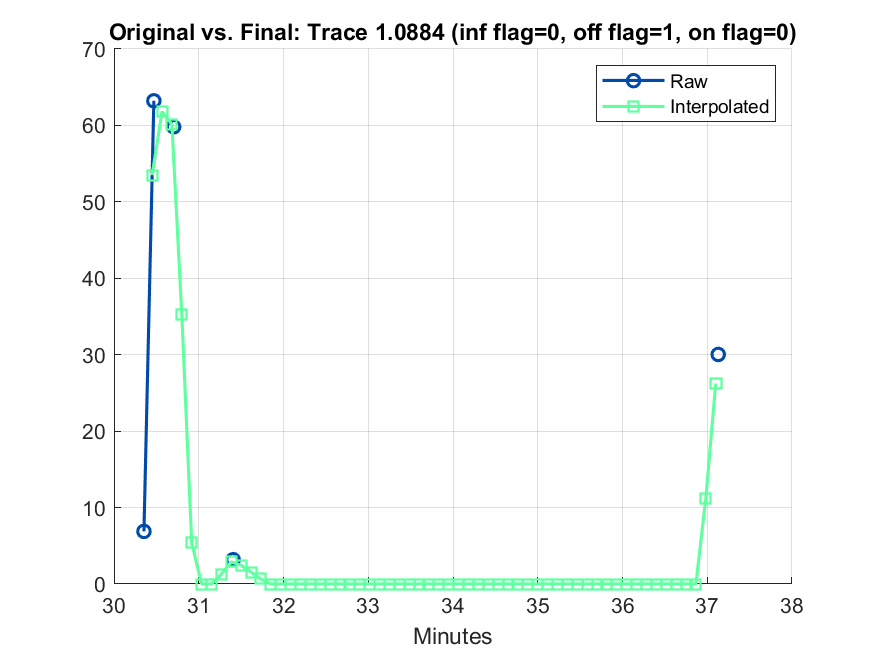 Original vs. Final: Trace 1.0884 (inf flag=0, off flag=1, on flag=0)
70
60
50
40
30
20
10
0
Raw
Interpolated
30 31 32 33 34 35 36 37 38
Minutes